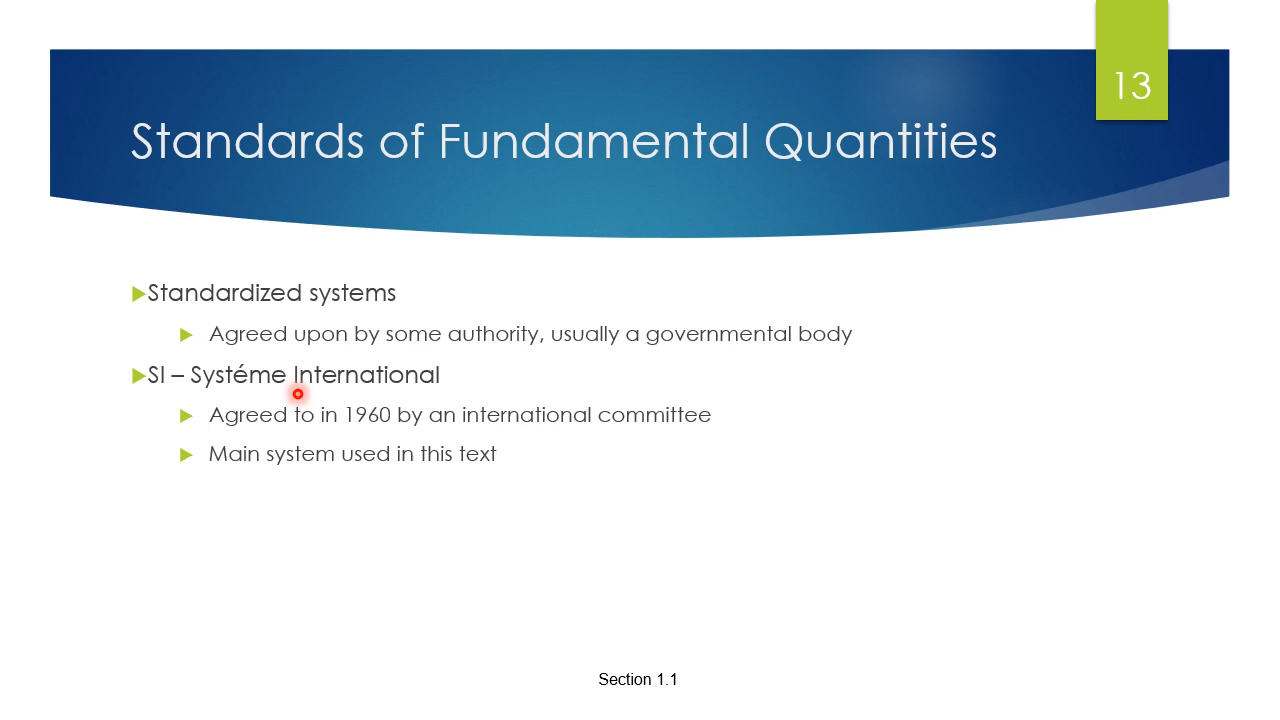 13
Standards of Fundamental Quantities
Standardized systems
Agreed upon by some authority, usually a governmental body
SI – Systéme International
Agreed to in 1960 by an international committee
Main system used in this text
Section 1.1